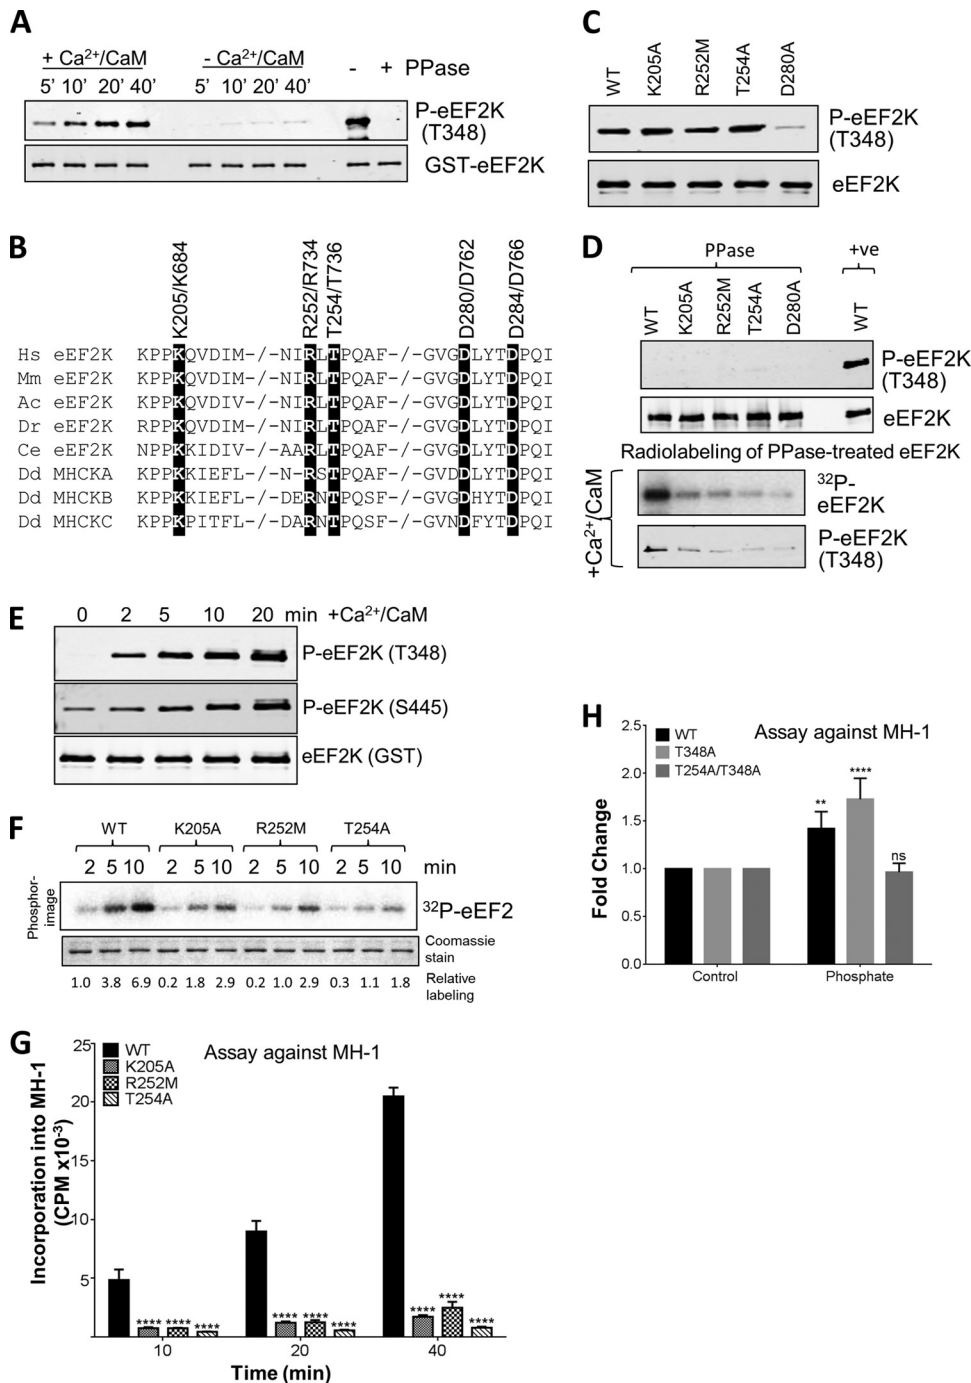 A
+ Ca²⁺/CaM
- Ca²⁺/CaM
- + PPase
5' 10' 20' 40'
5' 10' 20' 40'
P-eEF2K
(T348)
GST-eEF2K
B
K205/K684
R252/R734
T254/T736
D280/D762
D284/D766
Hs eEF2K KPPKQVDIM-/-NIRLTPQAF-/-GVGDLYTDPQI
Mm eEF2K KPPKQVDIM-/-NIRLTPQAF-/-GVGDLYTDPQI
Ac eEF2K KPPKQVDIV-/-NIRLTPQAF-/-GVGDLYTDPQI
Dr eEF2K KPPKQVDIV-/-NIRLTPQAF-/-GVGDLYTDPQI
Ce eEF2K NPPKKIDIV-/-AARLTPQAF-/-GVGDLYTDPQI
Dd MHCKA KPPKKIEFL-/-N-RSTPQAF-/-GVVDLYTDPQI
Dd MHCKB KPPKKIEFL-/-DERNTPQSF-/-GVGDHYTDPQI
Dd MHCKC KPPKPITFL-/-DARNTPQSF-/-GVNDFYTDPQI
C
WT
K205A
R252M
T254A
D280A
P-eEF2K
(T348)
eEF2K
D
PPase
+ve
WT
K205A
R252M
T254A
D280A
WT
P-eEF2K
(T348)
eEF2K
Radiolabeling of PPase-treated eEF2K
+Ca²⁺/CaM
³²P-
eEF2K
P-eEF2K
(T348)
E
0 2 5 10 20 min +Ca²⁺/CaM
P-eEF2K (T348)
P-eEF2K (S445)
eEF2K (GST)
F
WT K205A R252M T254A
2 5 10 2 5 10 2 5 10 2 5 10 min
Phosphor-
image
³²P-eEF2
Coomassie
stain
1.0 3.8 6.9 0.2 1.8 2.9 0.2 1.0 2.9 0.3 1.1 1.8
Relative
labeling
G
Assay against MH-1
WT
K205A
R252M
T254A
Incorporation into MH-1
(CPM x10⁻³)
25
20
15
10
5
**** **** ****
**** **** ****
**** **** ****
10 20 40
Time (min)
H
Assay against MH-1
WT
T348A
T254A/T348A
Fold Change
2.5
2.0
1.5
1.0
0.5
0.0
** **** ns
Control Phosphate